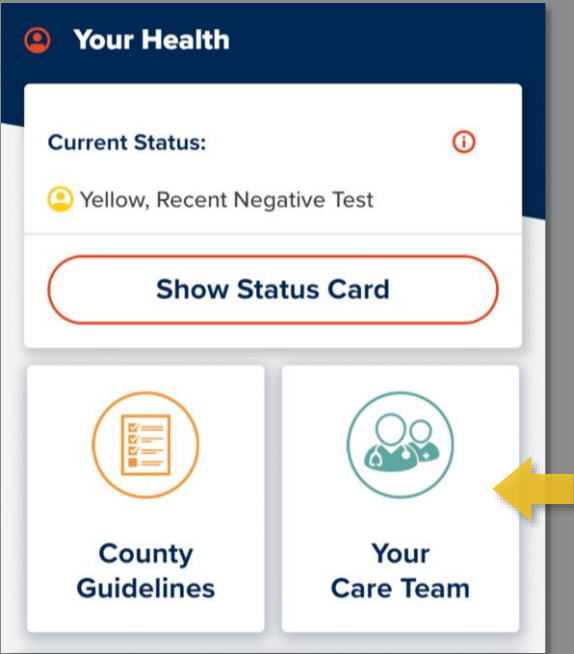 Your Health
Current Status:
Yellow, Recent Negative Test
Show Status Card
County
Guidelines
Your
Care Team